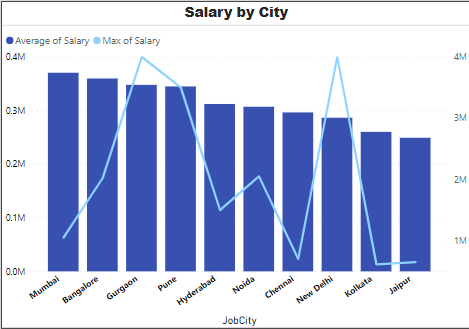 Salary by City
Average of Salary Max of Salary
0.4M 4M
0.3M 3M
0.2M 2M
0.1M 1M
0.0M
Mumbai Bangalore Gurgaon Pune Hyderabad Noida Chennai New Delhi Kolkata Jaipur
JobCity